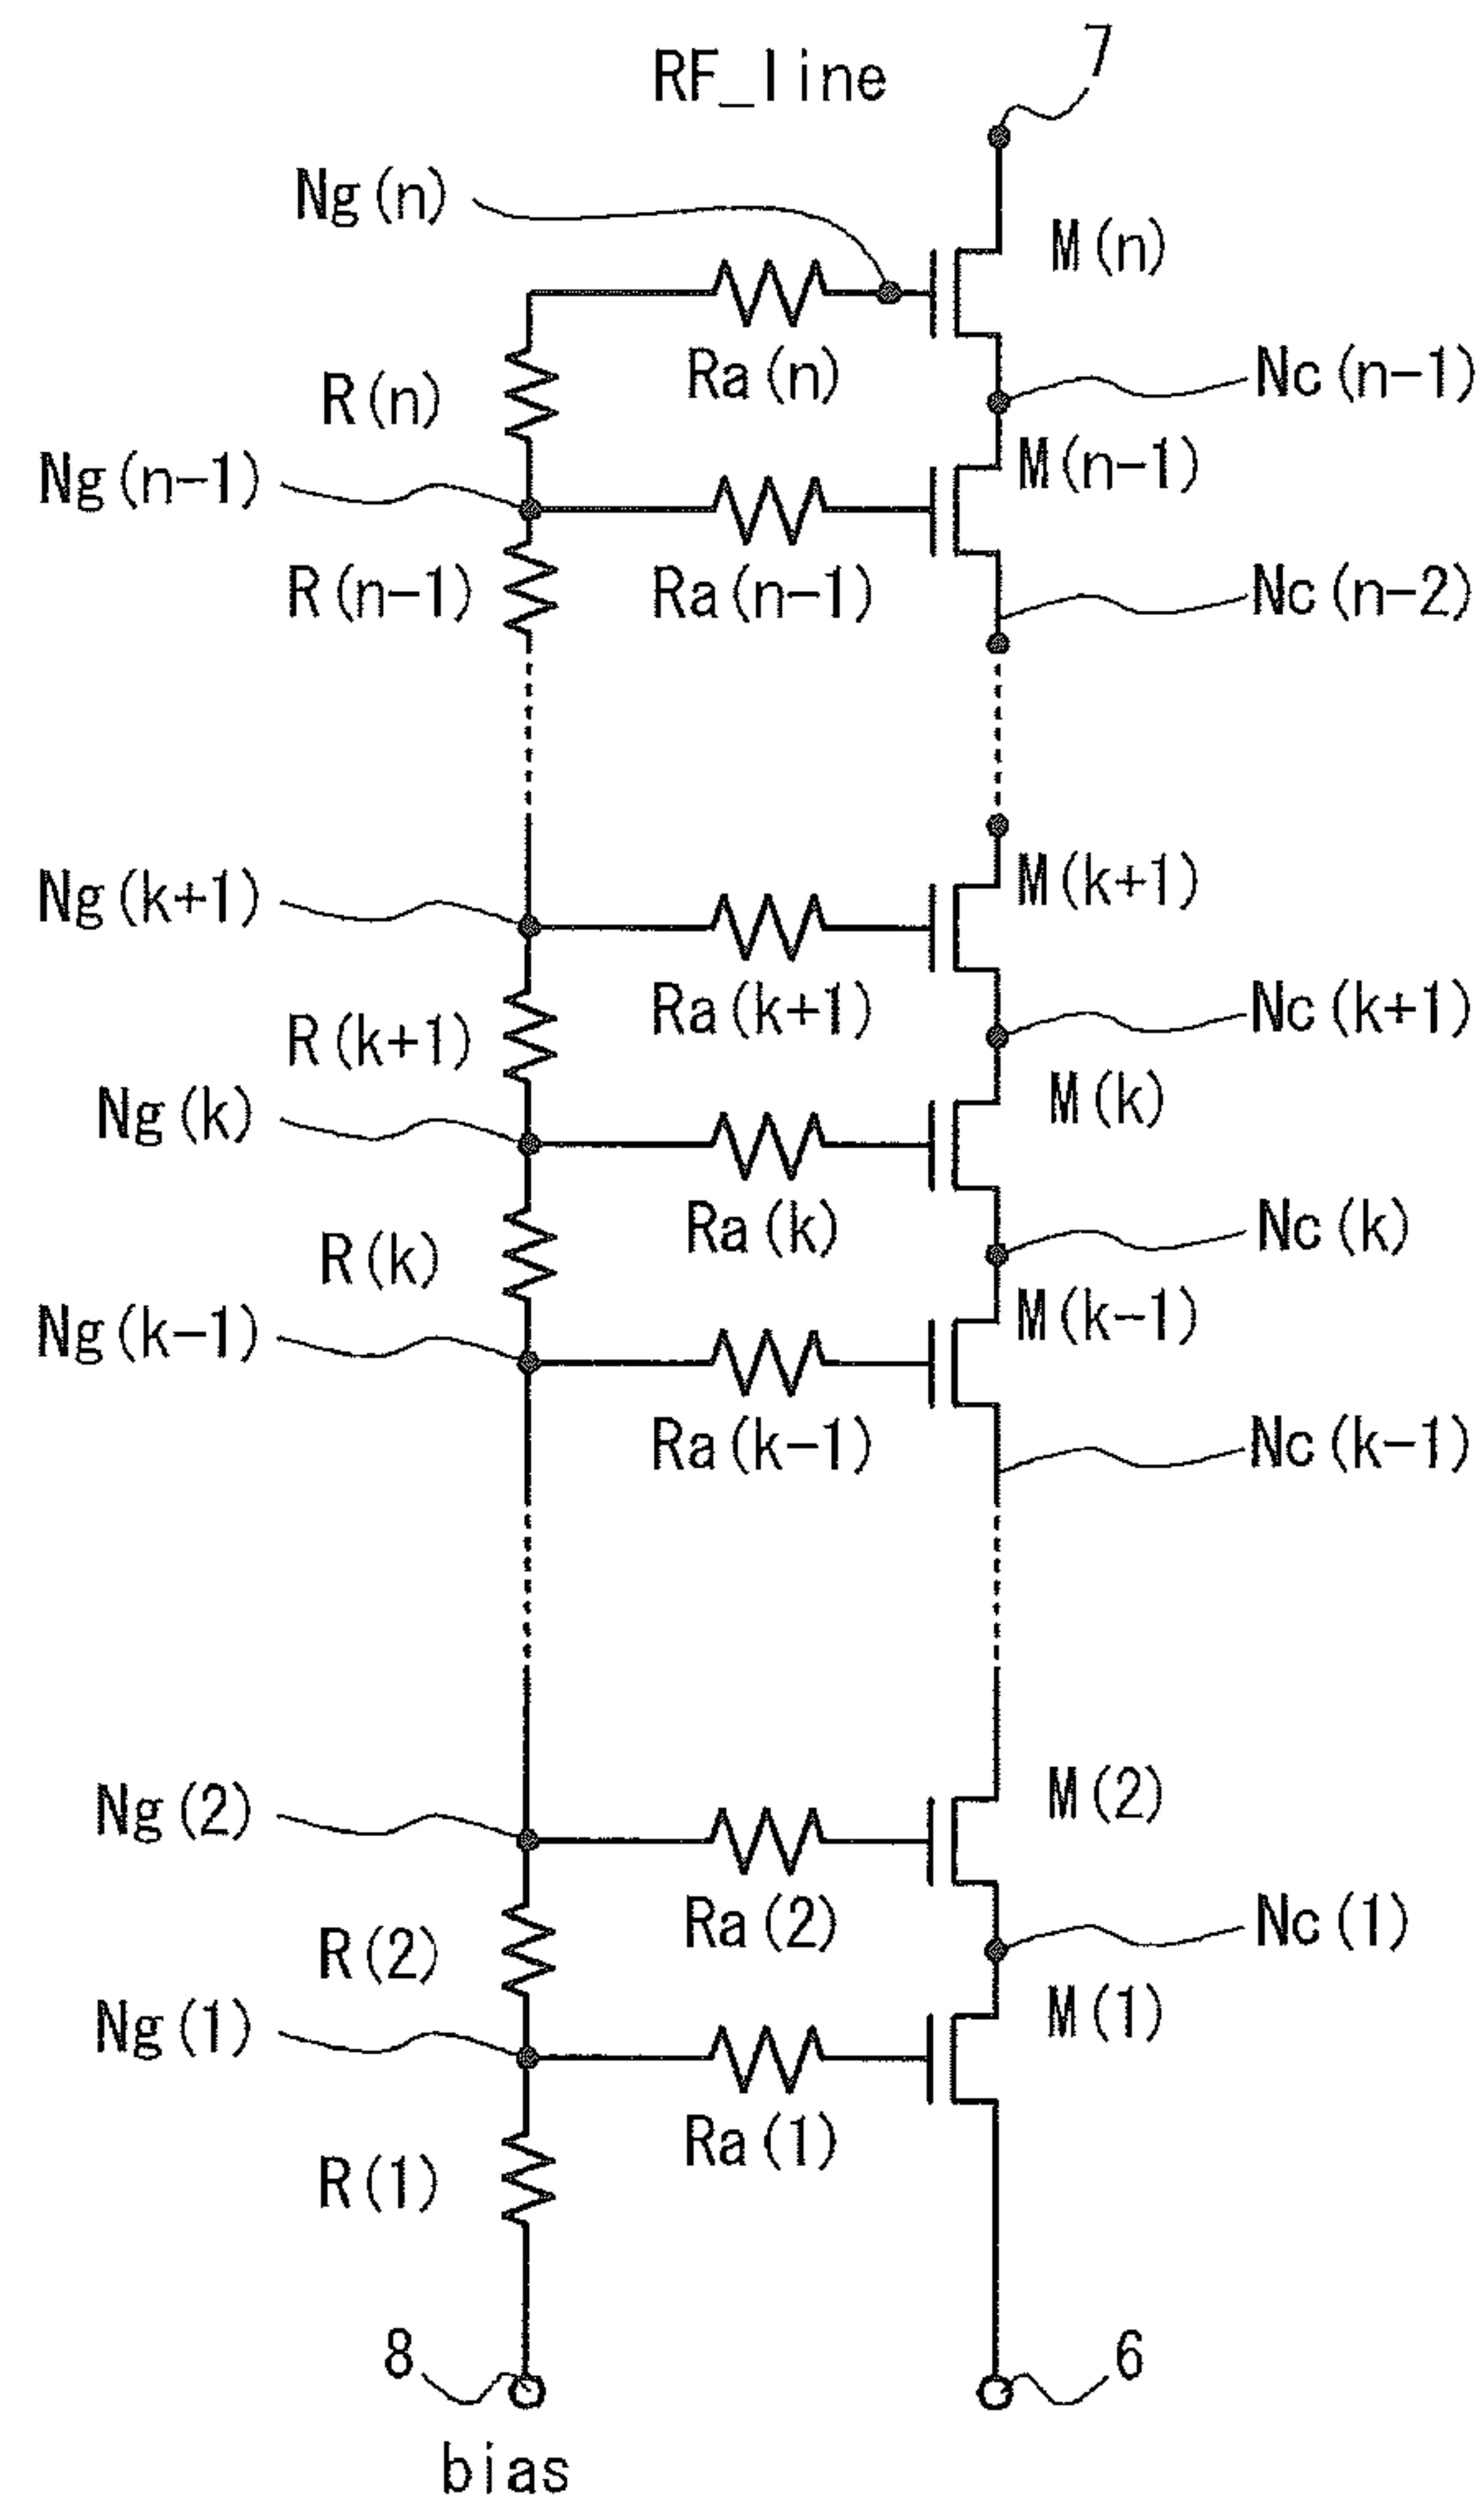 7
RF_line
Ng(n)
M(n)
Ra(n)
Nc(n-1)
R(n)
M(n-1)
Ng(n-1)
R(n-1)
Ra(n-1)
Nc(n-2)
M(k+1)
Ng(k+1)
Ra(k+1)
Nc(k+1)
R(k+1)
M(k)
Ng(k)
Ra(k)
Nc(k)
R(k)
M(k-1)
Ng(k-1)
Ra(k-1)
Nc(k-1)
M(2)
Ng(2)
Ra(2)
Nc(1)
R(2)
M(1)
Ng(1)
Ra(1)
R(1)
8
6
bias